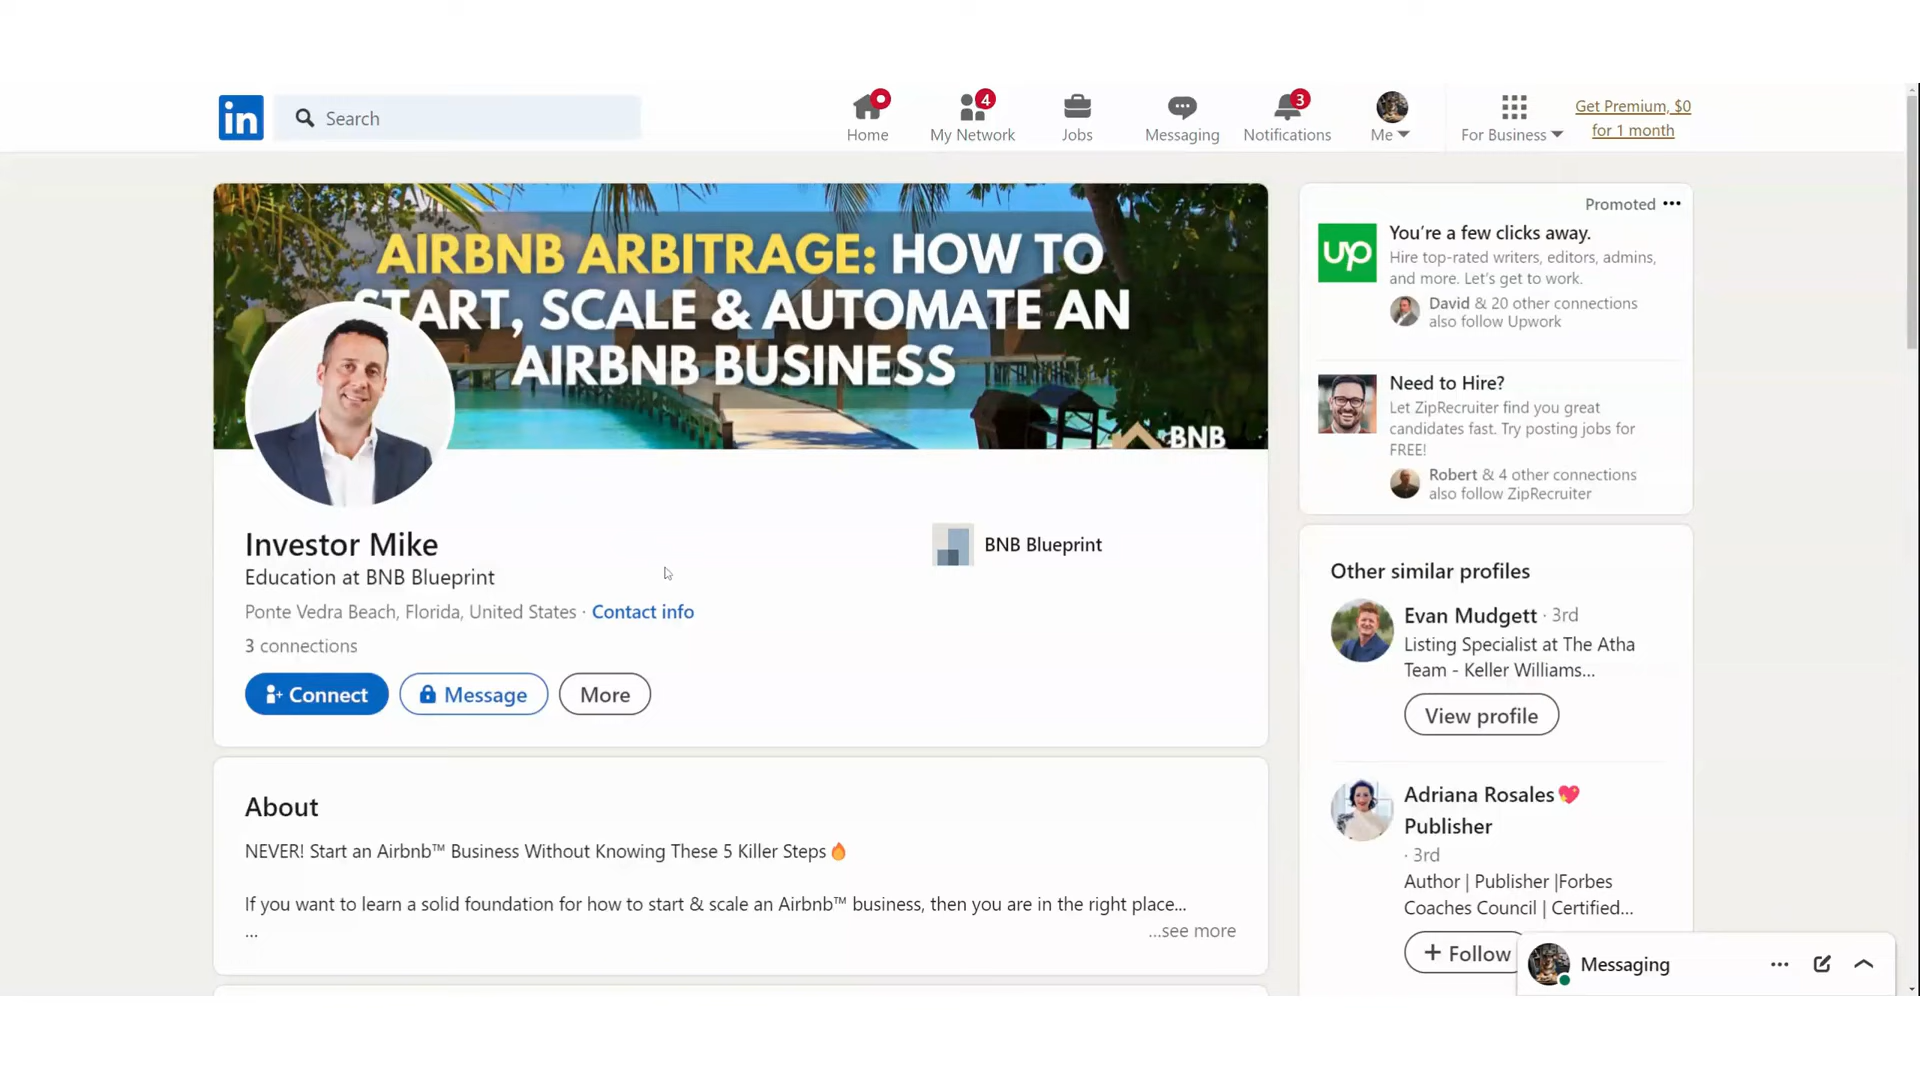 in
Search
4
3
Home
My Network
Jobs
Messaging
Notifications
Me
For Business
Get Premium, $0
for 1 month
AIRBNB ARBITRAGE: HOW TO
START, SCALE & AUTOMATE AN
AIRBNB BUSINESS
BNB
Investor Mike
Education at BNB Blueprint
Ponte Vedra Beach, Florida, United States · Contact info
3 connections
Connect
Message
More
BNB Blueprint
About
NEVER! Start an Airbnb™ Business Without Knowing These 5 Killer Steps🔥
If you want to learn a solid foundation for how to start & scale an Airbnb™ business, then you are in the right place...
...
...see more
Promoted
up
You're a few clicks away.
Hire top-rated writers, editors, admins,
and more. Let's get to work.
David & 20 other connections
also follow Upwork
Need to Hire?
Let ZipRecruiter find you great
candidates fast. Try posting jobs for
FREE!
Robert & 4 other connections
also follow ZipRecruiter
Other similar profiles
Evan Mudgett · 3rd
Listing Specialist at The Atha
Team - Keller Williams...
View profile
Adriana Rosales💖
Publisher
· 3rd
Author | Publisher |Forbes
Coaches Council | Certified...
+ Follow
Messaging